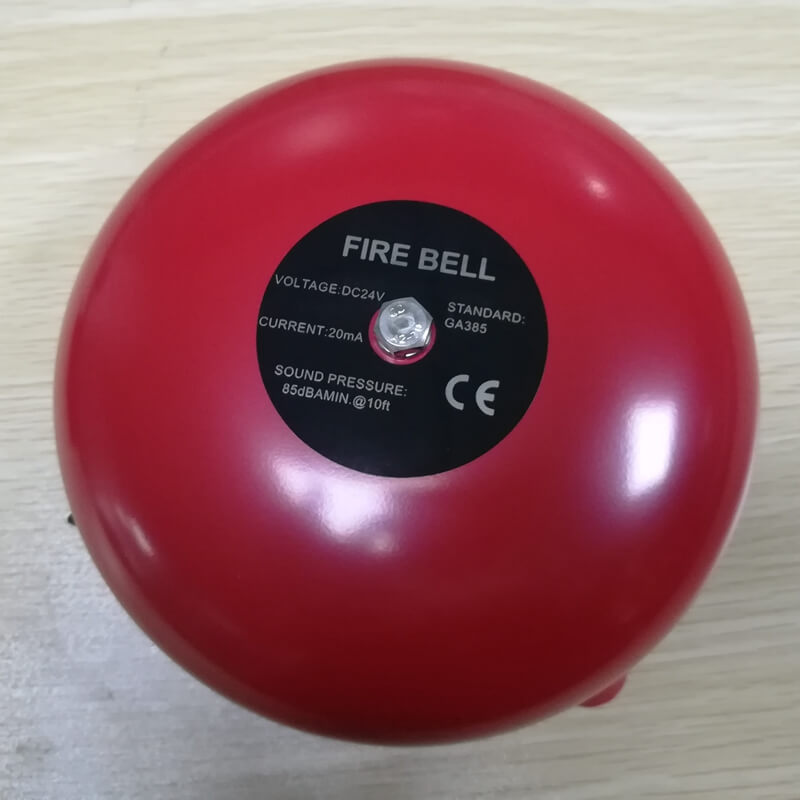 FIRE BELL
VOLTAGE:DC24V
STANDARD:
GA385
CURRENT:20mA
SOUND PRESSURE:
85dBAMIN.@10ft
CE